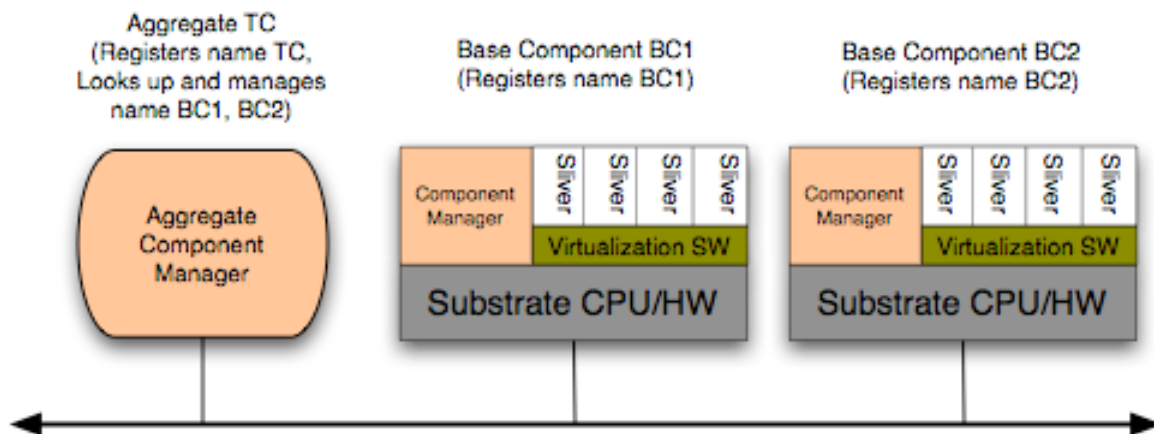 Aggregate TC
(Registers name TC,
Looks up and manages
name BC1, BC2)
Base Component BC1
(Registers name BC1)
Base Component BC2
(Registers name BC2)
Aggregate
Component
Manager
Component
Manager
Sliver
Sliver
Sliver
Sliver
Virtualization SW
Substrate CPU/HW
Component
Manager
Sliver
Sliver
Sliver
Sliver
Virtualization SW
Substrate CPU/HW